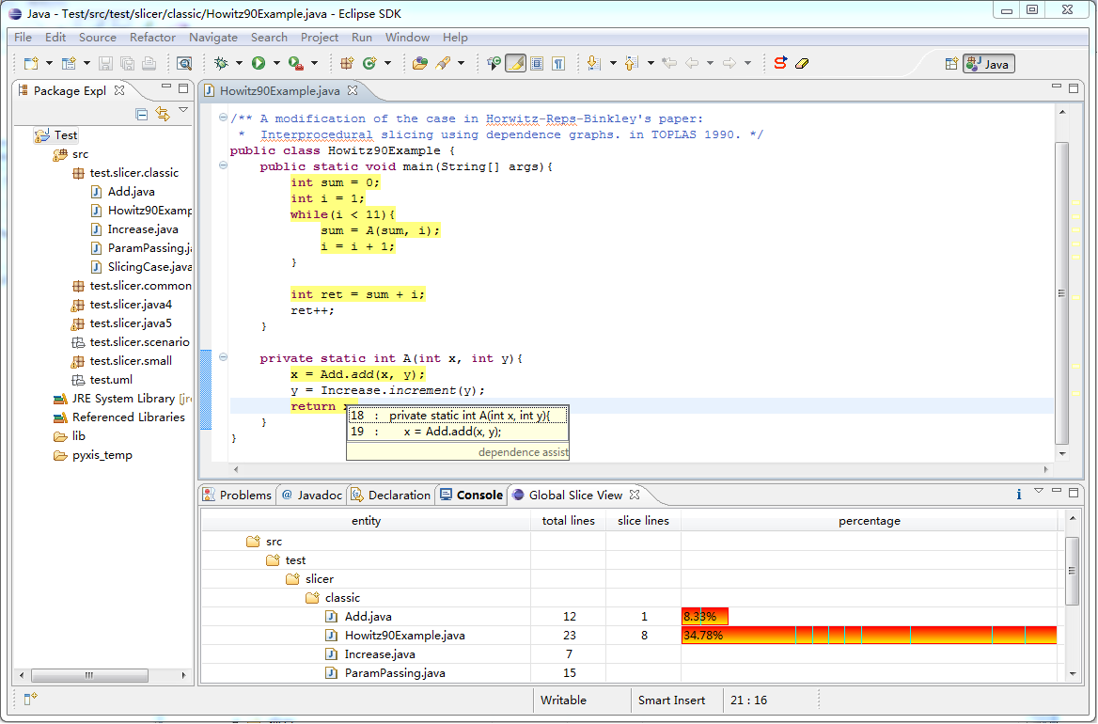 Java - Test/src/test/slicer/classic/Howitz90Example.java - Eclipse SDK
File Edit Source Refactor Navigate Search Project Run Window Help
Java
Package Expl
Test
src
test.slicer.classic
Add.java
Howitz90Examp
Increase.java
ParamPassing.ja
SlicingCase.java
test.slicer.common
test.slicer.java4
test.slicer.java5
test.slicer.scenario
test.slicer.small
test.uml
JRE System Library [jre
Referenced Libraries
lib
pyxis_temp
Howitz90Example.java
/** A modification of the case in Horwitz-Reps-Binkley's paper:
* Interprocedural slicing using dependence graphs. in TOPLAS 1990. */
public class Howitz90Example {
public static void main(String[] args){
int sum = 0;
int i = 1;
while(i < 11){
sum = A(sum, i);
i = i + 1;
}
int ret = sum + i;
ret++;
}
private static int A(int x, int y){
x = Add.add(x, y);
y = Increase.increment(y);
return
}
}
18 : private static int A(int x, int y){
19 : x = Add.add(x, y);
dependence assist
Problems @ Javadoc Declaration Console Global Slice View
entity total lines slice lines percentage
src
test
slicer
classic
Add.java 12 1 8.33%
Howitz90Example.java 23 8 34.78%
Increase.java 7
ParamPassing.java 15
Writable Smart Insert 21 : 16